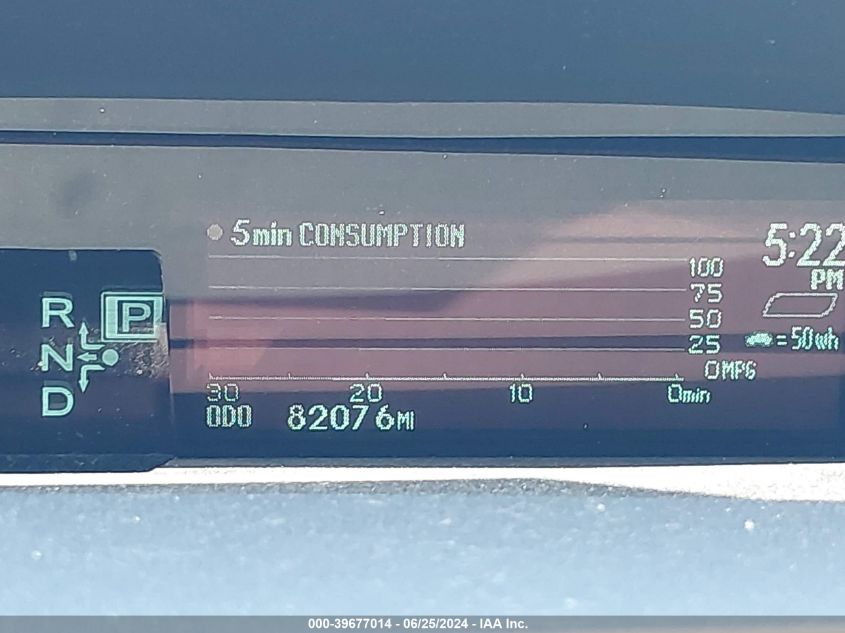 5min CONSUMPTION
5:22
PM
100
75
50
25
0MPG
= 50wh
R
P
N
D
30 20 10 0min
ODO 82076MI
000-39677014 - 06/25/2024 - IAA Inc.